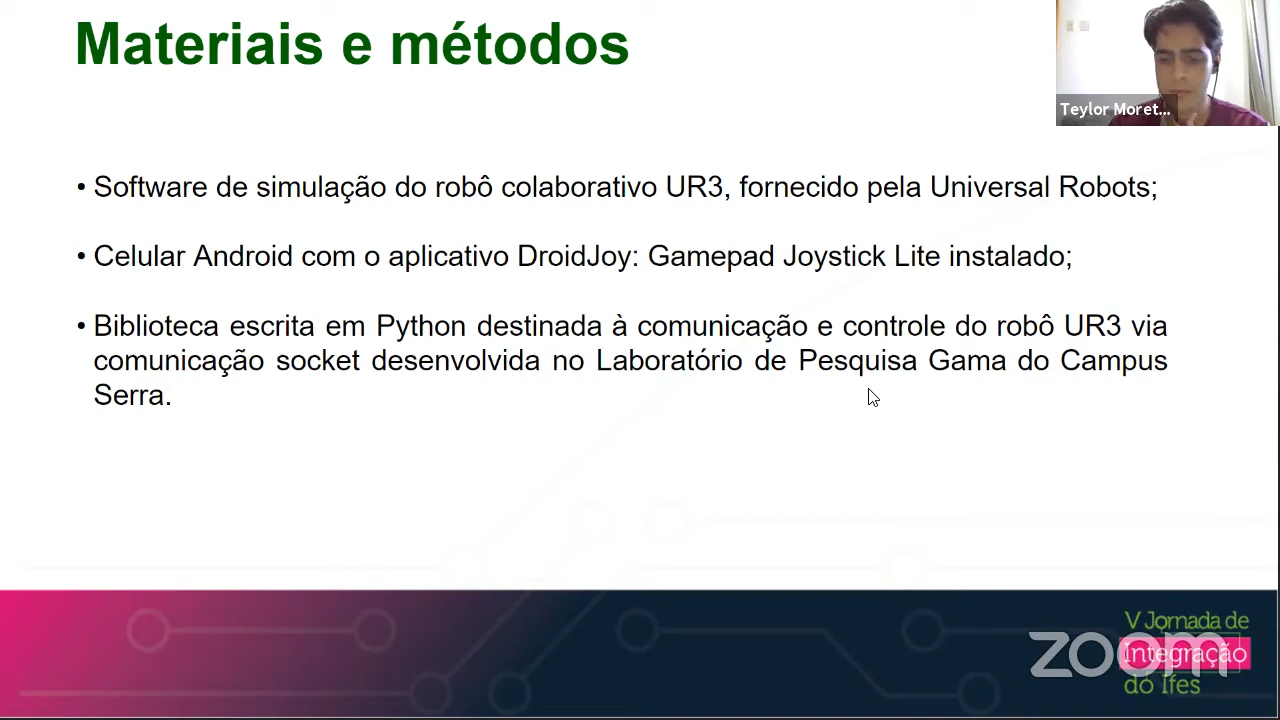 Materiais e métodos
Teylor Moret...
• Software de simulação do robô colaborativo UR3, fornecido pela Universal Robots;
• Celular Android com o aplicativo DroidJoy: Gamepad Joystick Lite instalado;
• Biblioteca escrita em Python destinada à comunicação e controle do robô UR3 via
comunicação socket desenvolvida no Laboratório de Pesquisa Gama do Campus
Serra.
V Jornada de
Integração
do Ifes
zoom